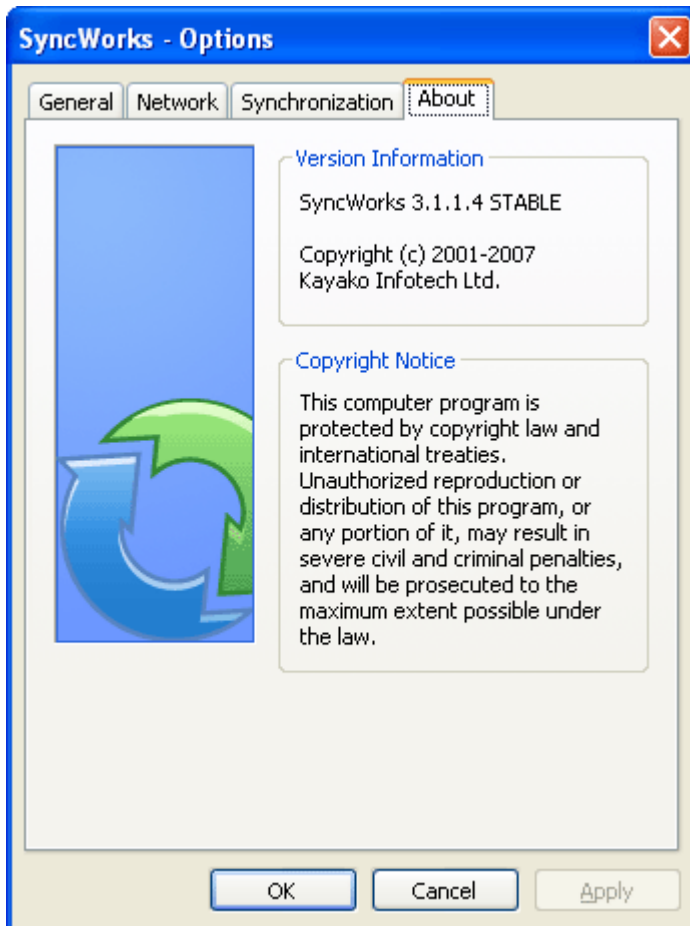 SyncWorks - Options
General Network Synchronization About
Version Information
SyncWorks 3.1.1.4 STABLE
Copyright (c) 2001-2007
Kayako Infotech Ltd.
Copyright Notice
This computer program is
protected by copyright law and
international treaties.
Unauthorized reproduction or
distribution of this program, or
any portion of it, may result in
severe civil and criminal penalties,
and will be prosecuted to the
maximum extent possible under
the law.
OK Cancel Apply